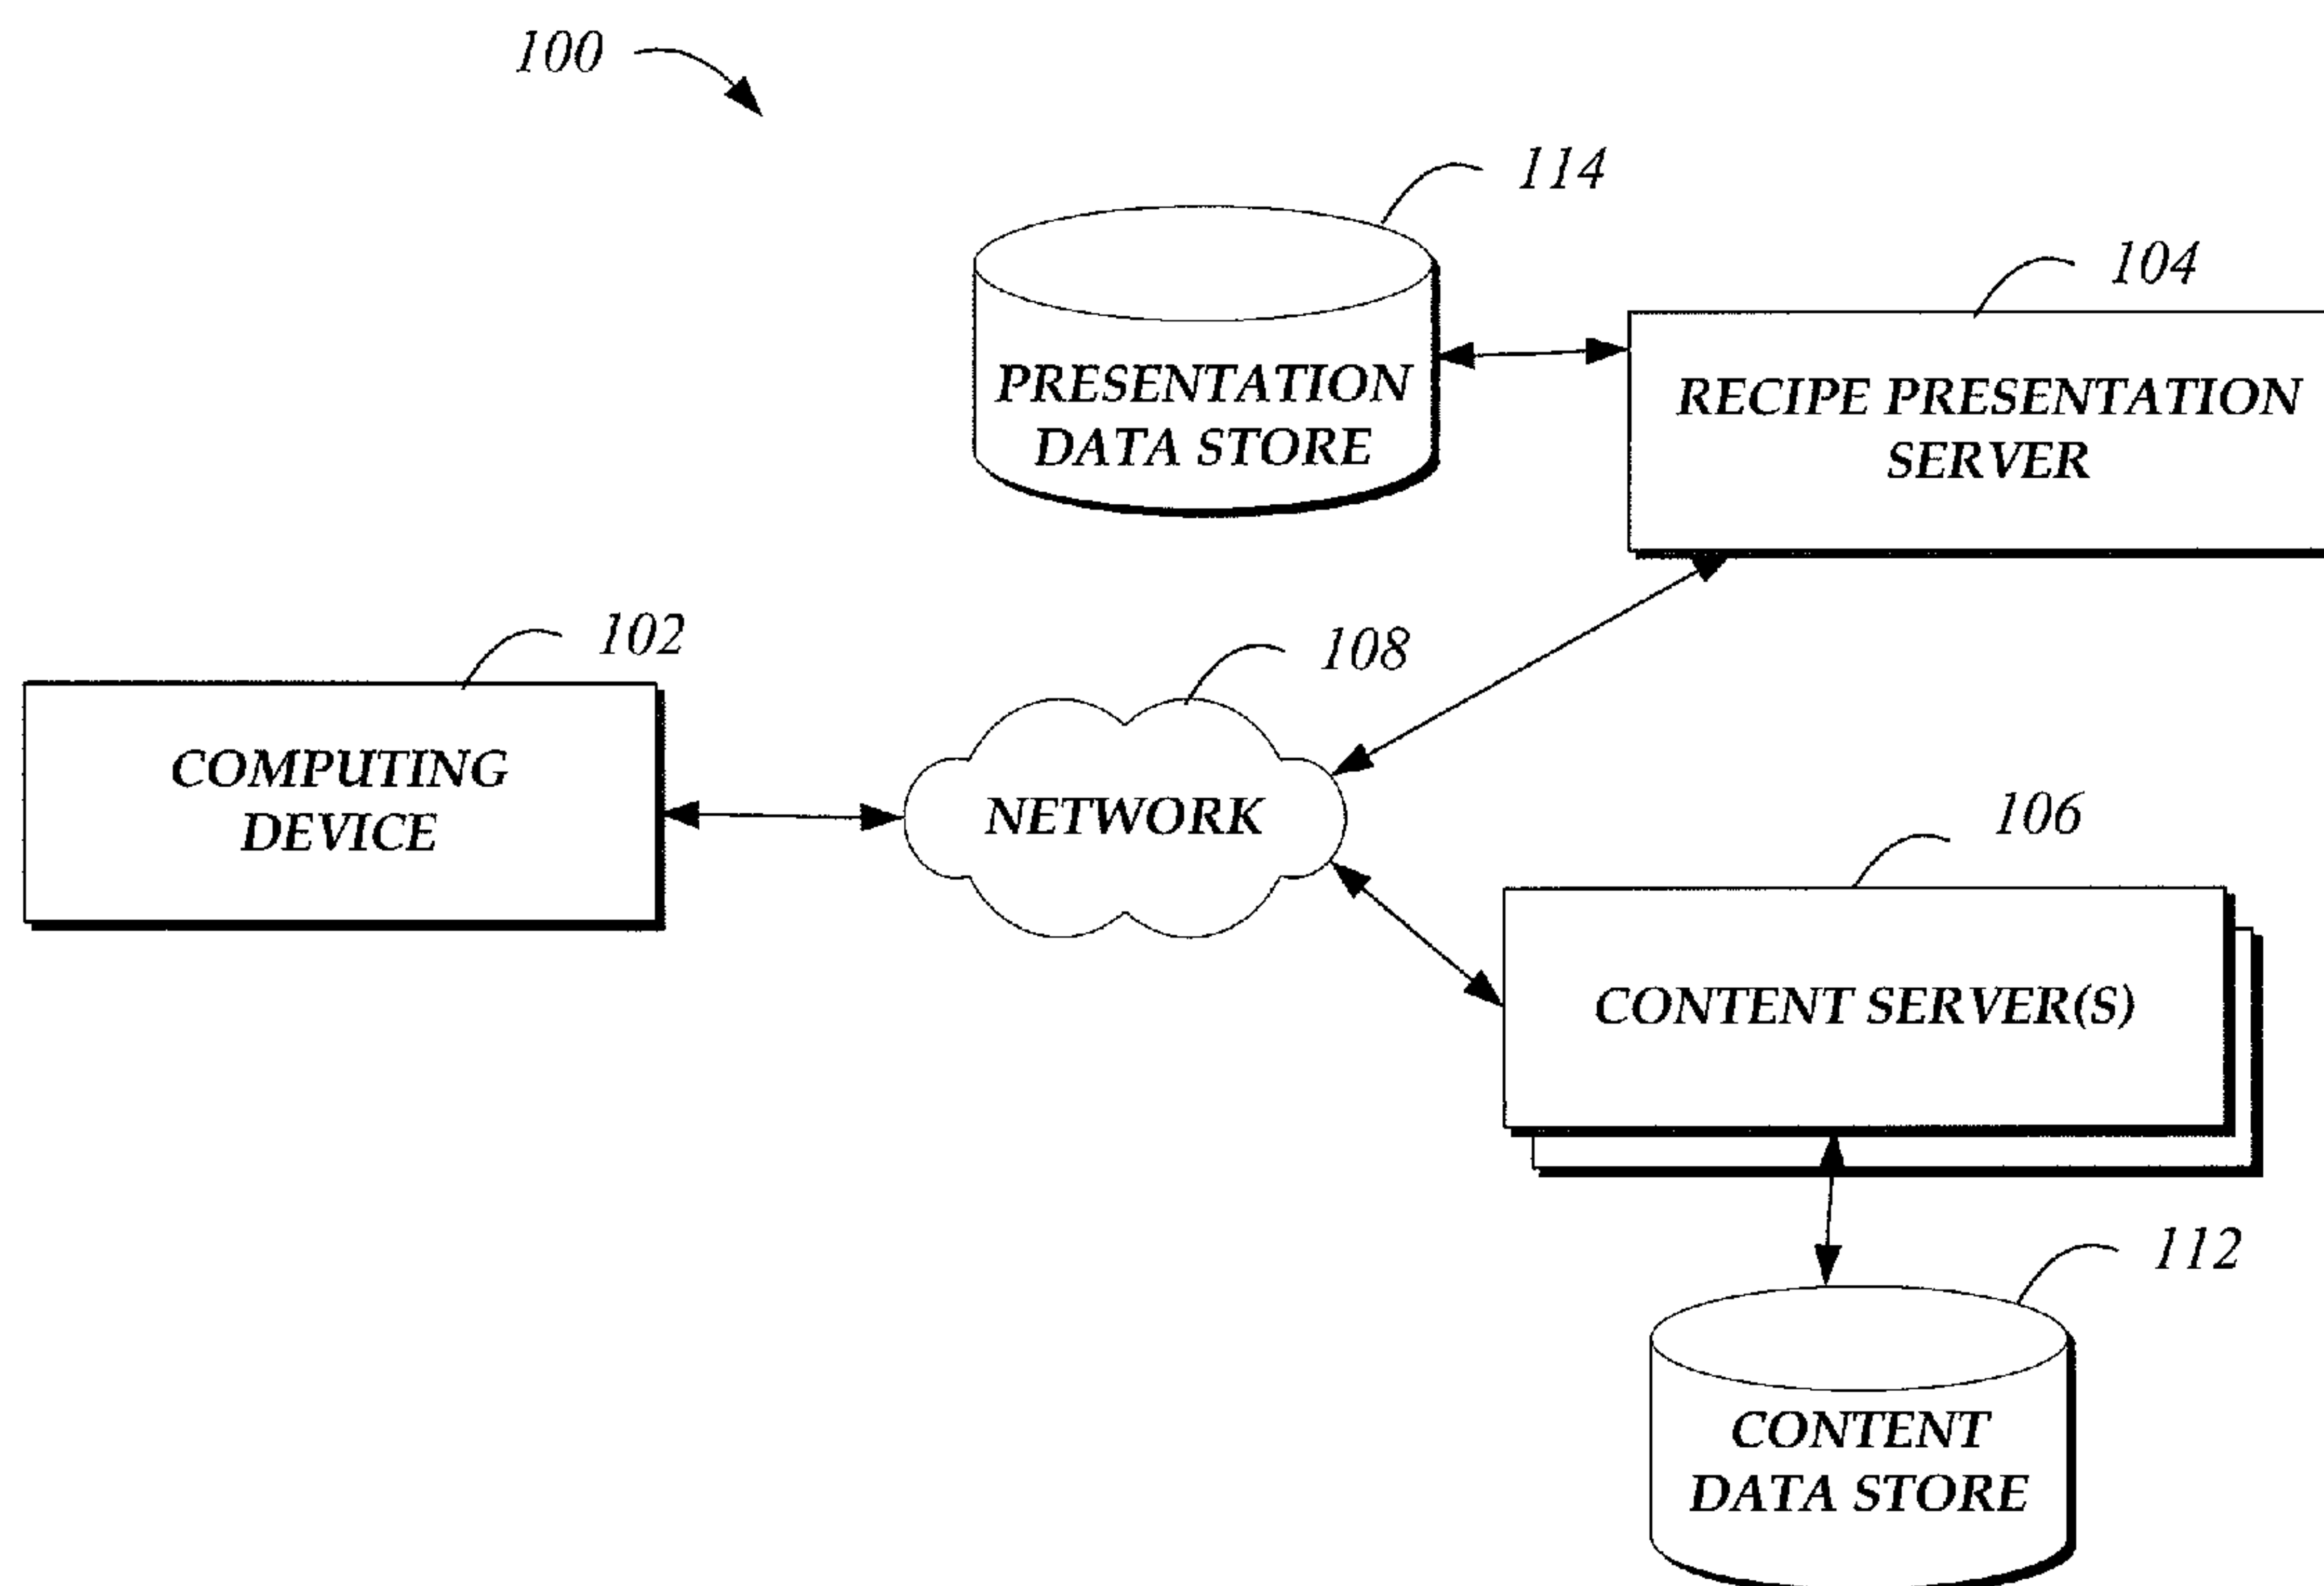 100
114
104
PRESENTATION
DATA STORE
RECIPE PRESENTATION
SERVER
102
108
COMPUTING
DEVICE
NETWORK
106
CONTENT SERVER(S)
112
CONTENT
DATA STORE